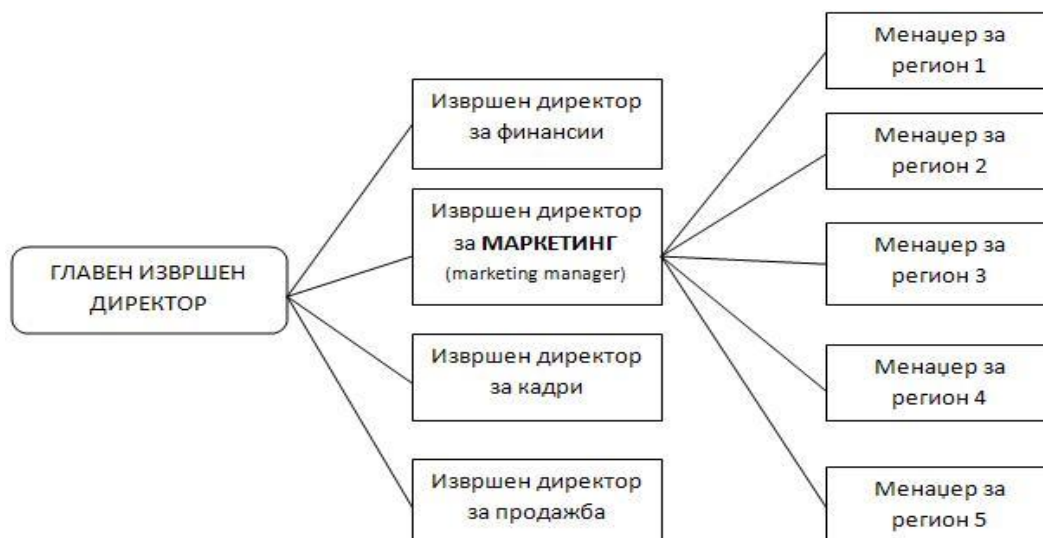 ГЛАВЕН ИЗВРШЕН
ДИРЕКТОР
Извршен директор
за финансии
Извршен директор
за МАРКЕТИНГ
(marketing manager)
Извршен директор
за кадри
Извршен директор
за продажба
Менаџер за
регион 1
Менаџер за
регион 2
Менаџер за
регион 3
Менаџер за
регион 4
Менаџер за
регион 5